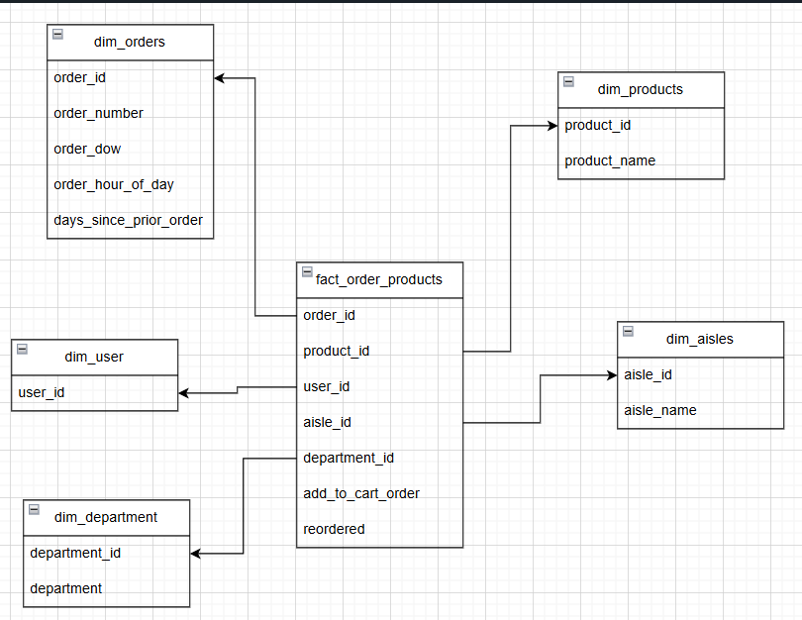 dim_orders
order_id
order_number
order_dow
order_hour_of_day
days_since_prior_order
dim_products
product_id
product_name
fact_order_products
order_id
product_id
user_id
aisle_id
department_id
add_to_cart_order
reordered
dim_user
user_id
dim_aisles
aisle_id
aisle_name
dim_department
department_id
department